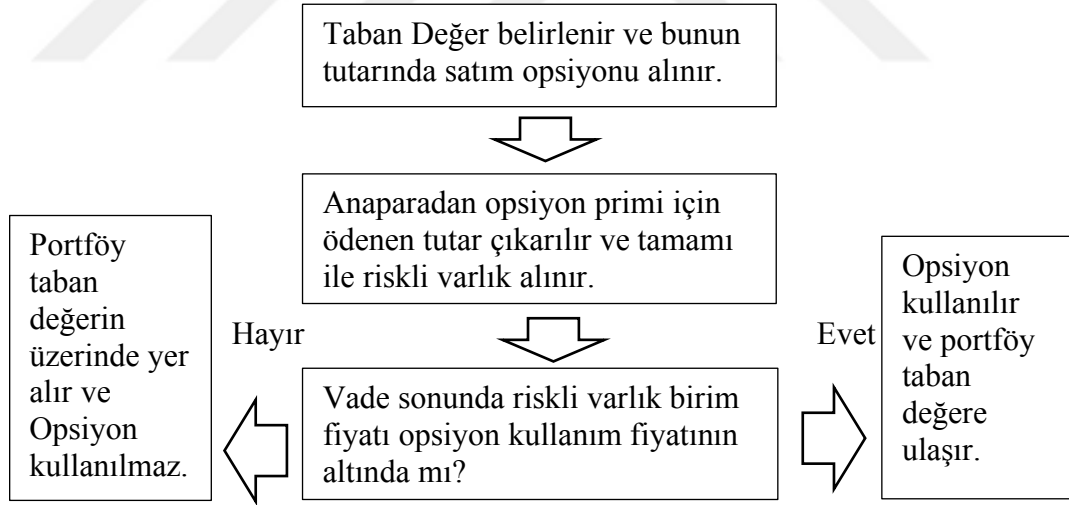 Taban Değer belirlenir ve bunun
tutarında satım opsiyonu alınır.
Anaparadan opsiyon primi için
ödenen tutar çıkarılır ve tamamı
ile riskli varlık alınır.
Vade sonunda riskli varlık birim
fiyatı opsiyon kullanım fiyatının
altında mı?
Hayır
Portföy
taban
değerin
üzerinde yer
alır ve
Opsiyon
kullanılmaz.
Evet
Opsiyon
kullanılır
ve portföy
taban
değere
ulaşır.